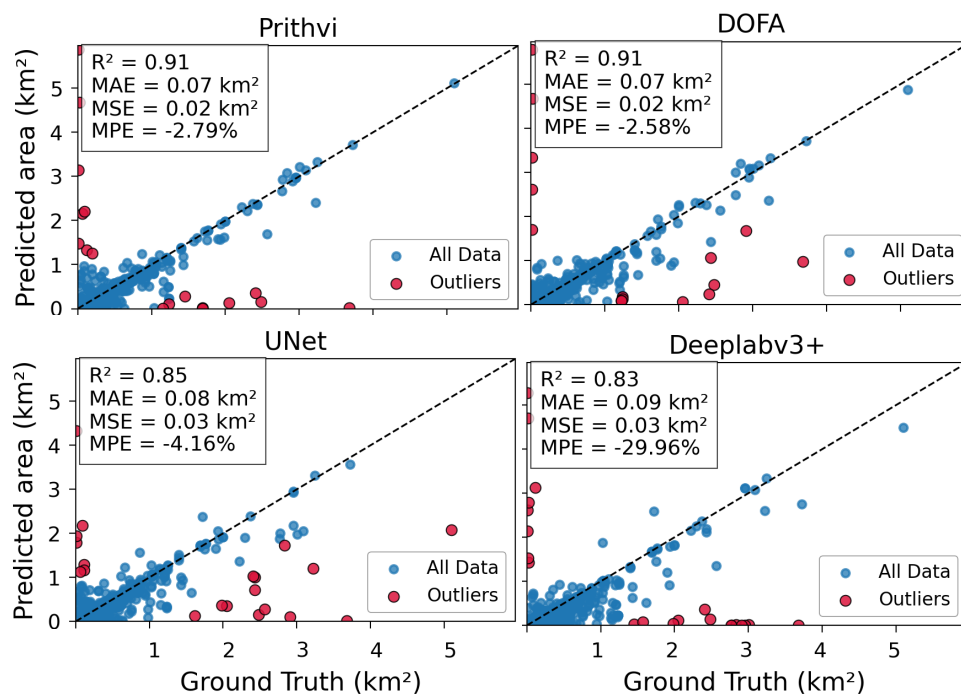 Prithvi
R² = 0.91
MAE = 0.07 km²
MSE = 0.02 km²
MPE = -2.79%
Predicted area (km²)
5
4
3
2
1
0
All Data
Outliers
DOFA
R² = 0.91
MAE = 0.07 km²
MSE = 0.02 km²
MPE = -2.58%
All Data
Outliers
1 2 3 4 5
UNet
R² = 0.85
MAE = 0.08 km²
MSE = 0.03 km²
MPE = -4.16%
Predicted area (km²)
5
4
3
2
1
0
All Data
Outliers
1 2 3 4 5
Ground Truth (km²)
Deeplabv3+
R² = 0.83
MAE = 0.09 km²
MSE = 0.03 km²
MPE = -29.96%
All Data
Outliers
1 2 3 4 5
Ground Truth (km²)